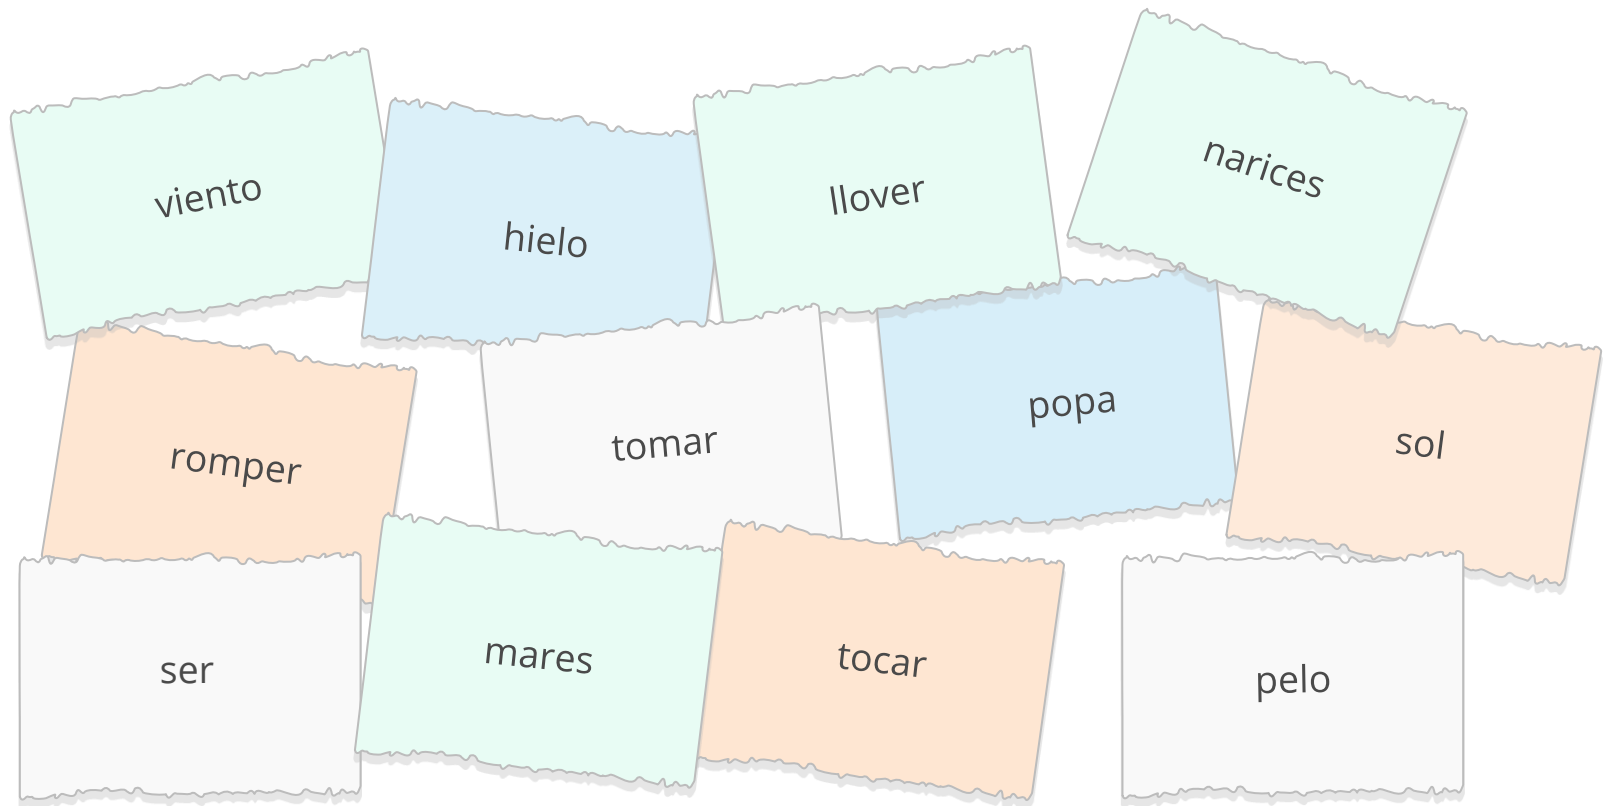 viento
hielo
llover
narices
romper
tomar
popa
sol
ser
mares
tocar
pelo